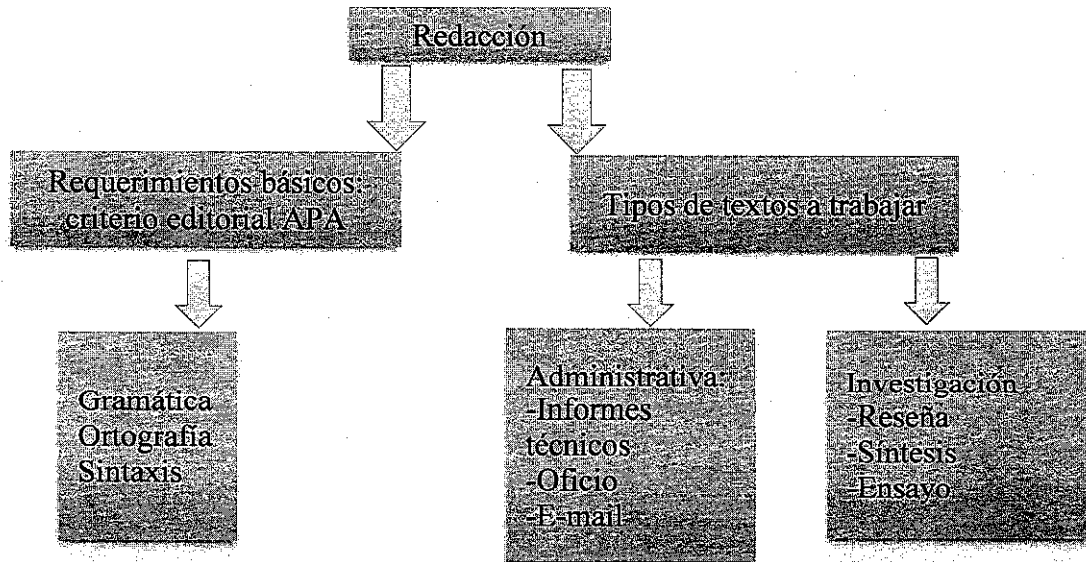 Redacción
Requerimientos básicos:
criterio editorial APA
Tipos de textos a trabajar
Gramática
Ortografía
Sintaxis
Administrativa:
-Informes
técnicos
-Oficio
-E-mail
Investigación
-Reseña
-Síntesis
-Ensayo